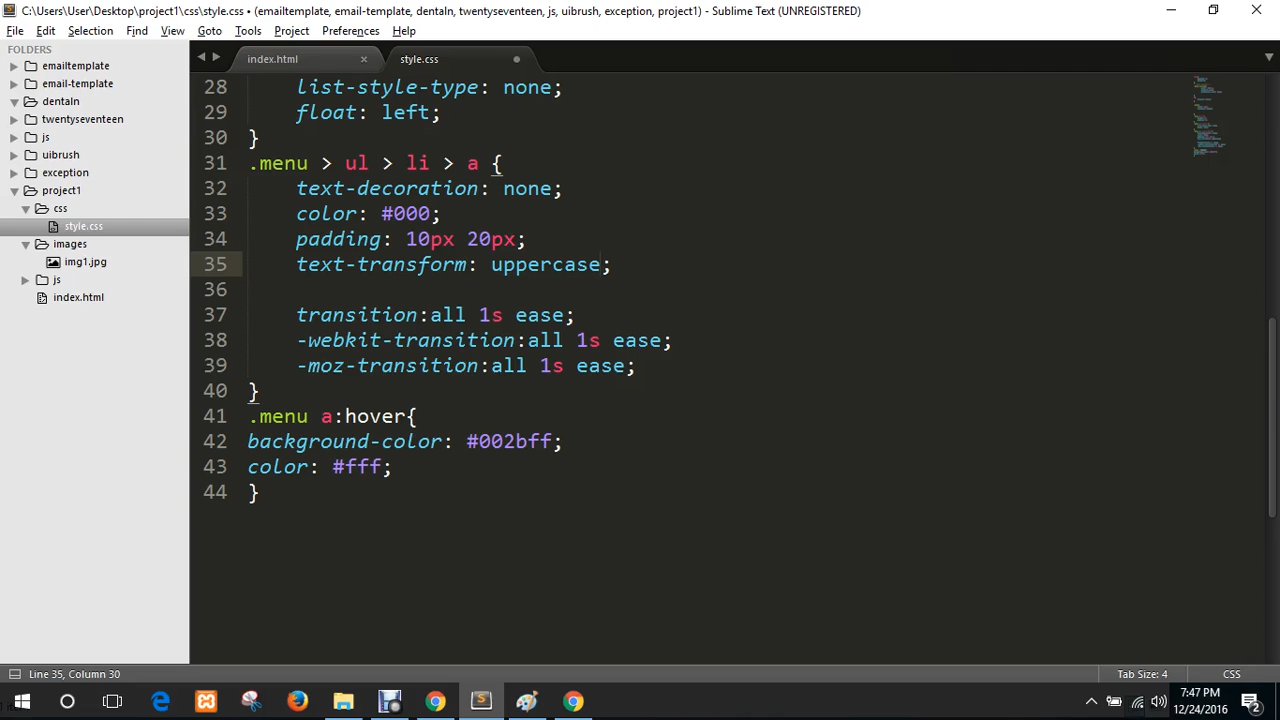 C:\Users\User\Desktop\project1\css\style.css • (emailtemplate, email-template, dentaln, twentyseventeen, js, uibrush, exception, project1) - Sublime Text (UNREGISTERED)
File Edit Selection Find View Goto Tools Project Preferences Help
FOLDERS
emailtemplate
email-template
dentaln
twentyseventeen
js
uibrush
exception
project1
css
style.css
images
img1.jpg
js
index.html
index.html × style.css
28 list-style-type: none;
29 float: left;
30 }
31 .menu > ul > li > a {
32 text-decoration: none;
33 color: #000;
34 padding: 10px 20px;
35 text-transform: uppercase;
36
37 transition:all 1s ease;
38 -webkit-transition:all 1s ease;
39 -moz-transition:all 1s ease;
40 }
41 .menu a:hover{
42 background-color: #002bff;
43 color: #fff;
44 }
Line 35, Column 30 Tab Size: 4 CSS
7:47 PM
12/24/2016
2